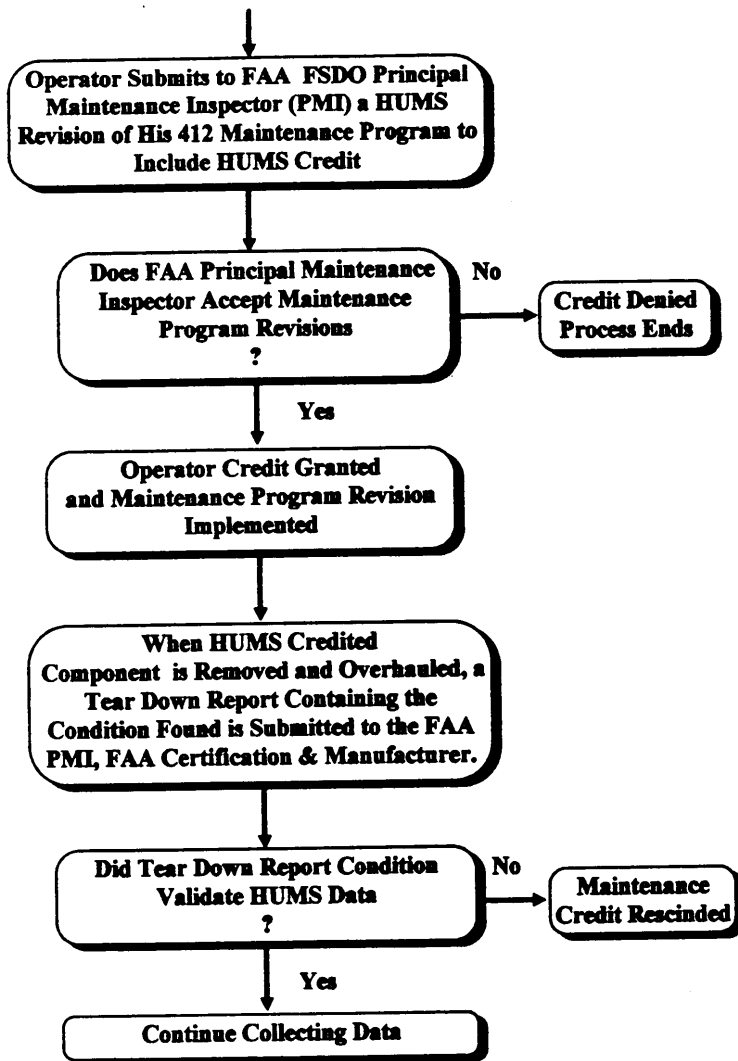 Operator Submits to FAA FSDO Principal
Maintenance Inspector (PMI) a HUMS
Revision of His 412 Maintenance Program to
Include HUMS Credit
Does FAA Principal Maintenance
Inspector Accept Maintenance
Program Revisions
?
No
Credit Denied
Process Ends
Yes
Operator Credit Granted
and Maintenance Program Revision
Implemented
When HUMS Credited
Component is Removed and Overhauled, a
Tear Down Report Containing the
Condition Found is Submitted to the FAA
PMI, FAA Certification & Manufacturer.
Did Tear Down Report Condition
Validate HUMS Data
?
No
Maintenance
Credit Rescinded
Yes
Continue Collecting Data